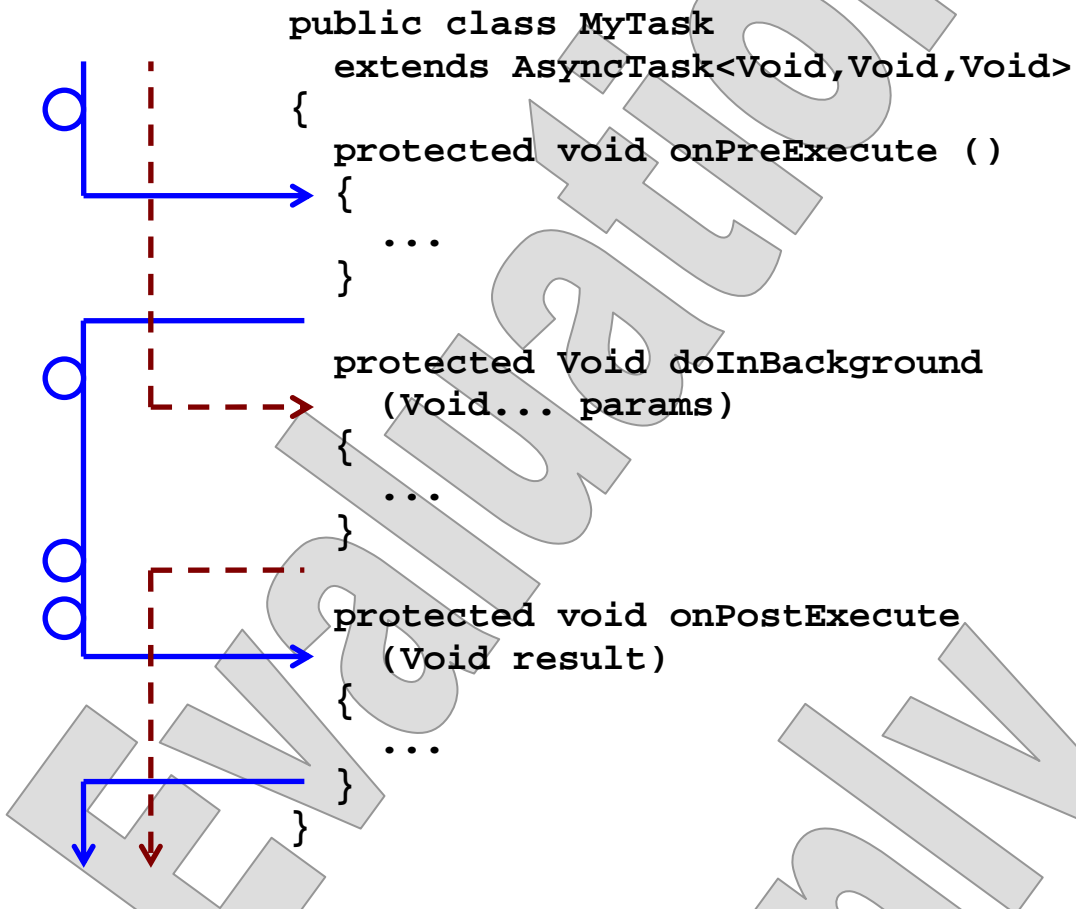 public class MyTask
extends AsyncTask<Void,Void,Void>
{
protected void onPreExecute ()
{
...
}
protected Void doInBackground
(Void... params)
{
...
}
protected void onPostExecute
(Void result)
{
...
}
}
Evaluation